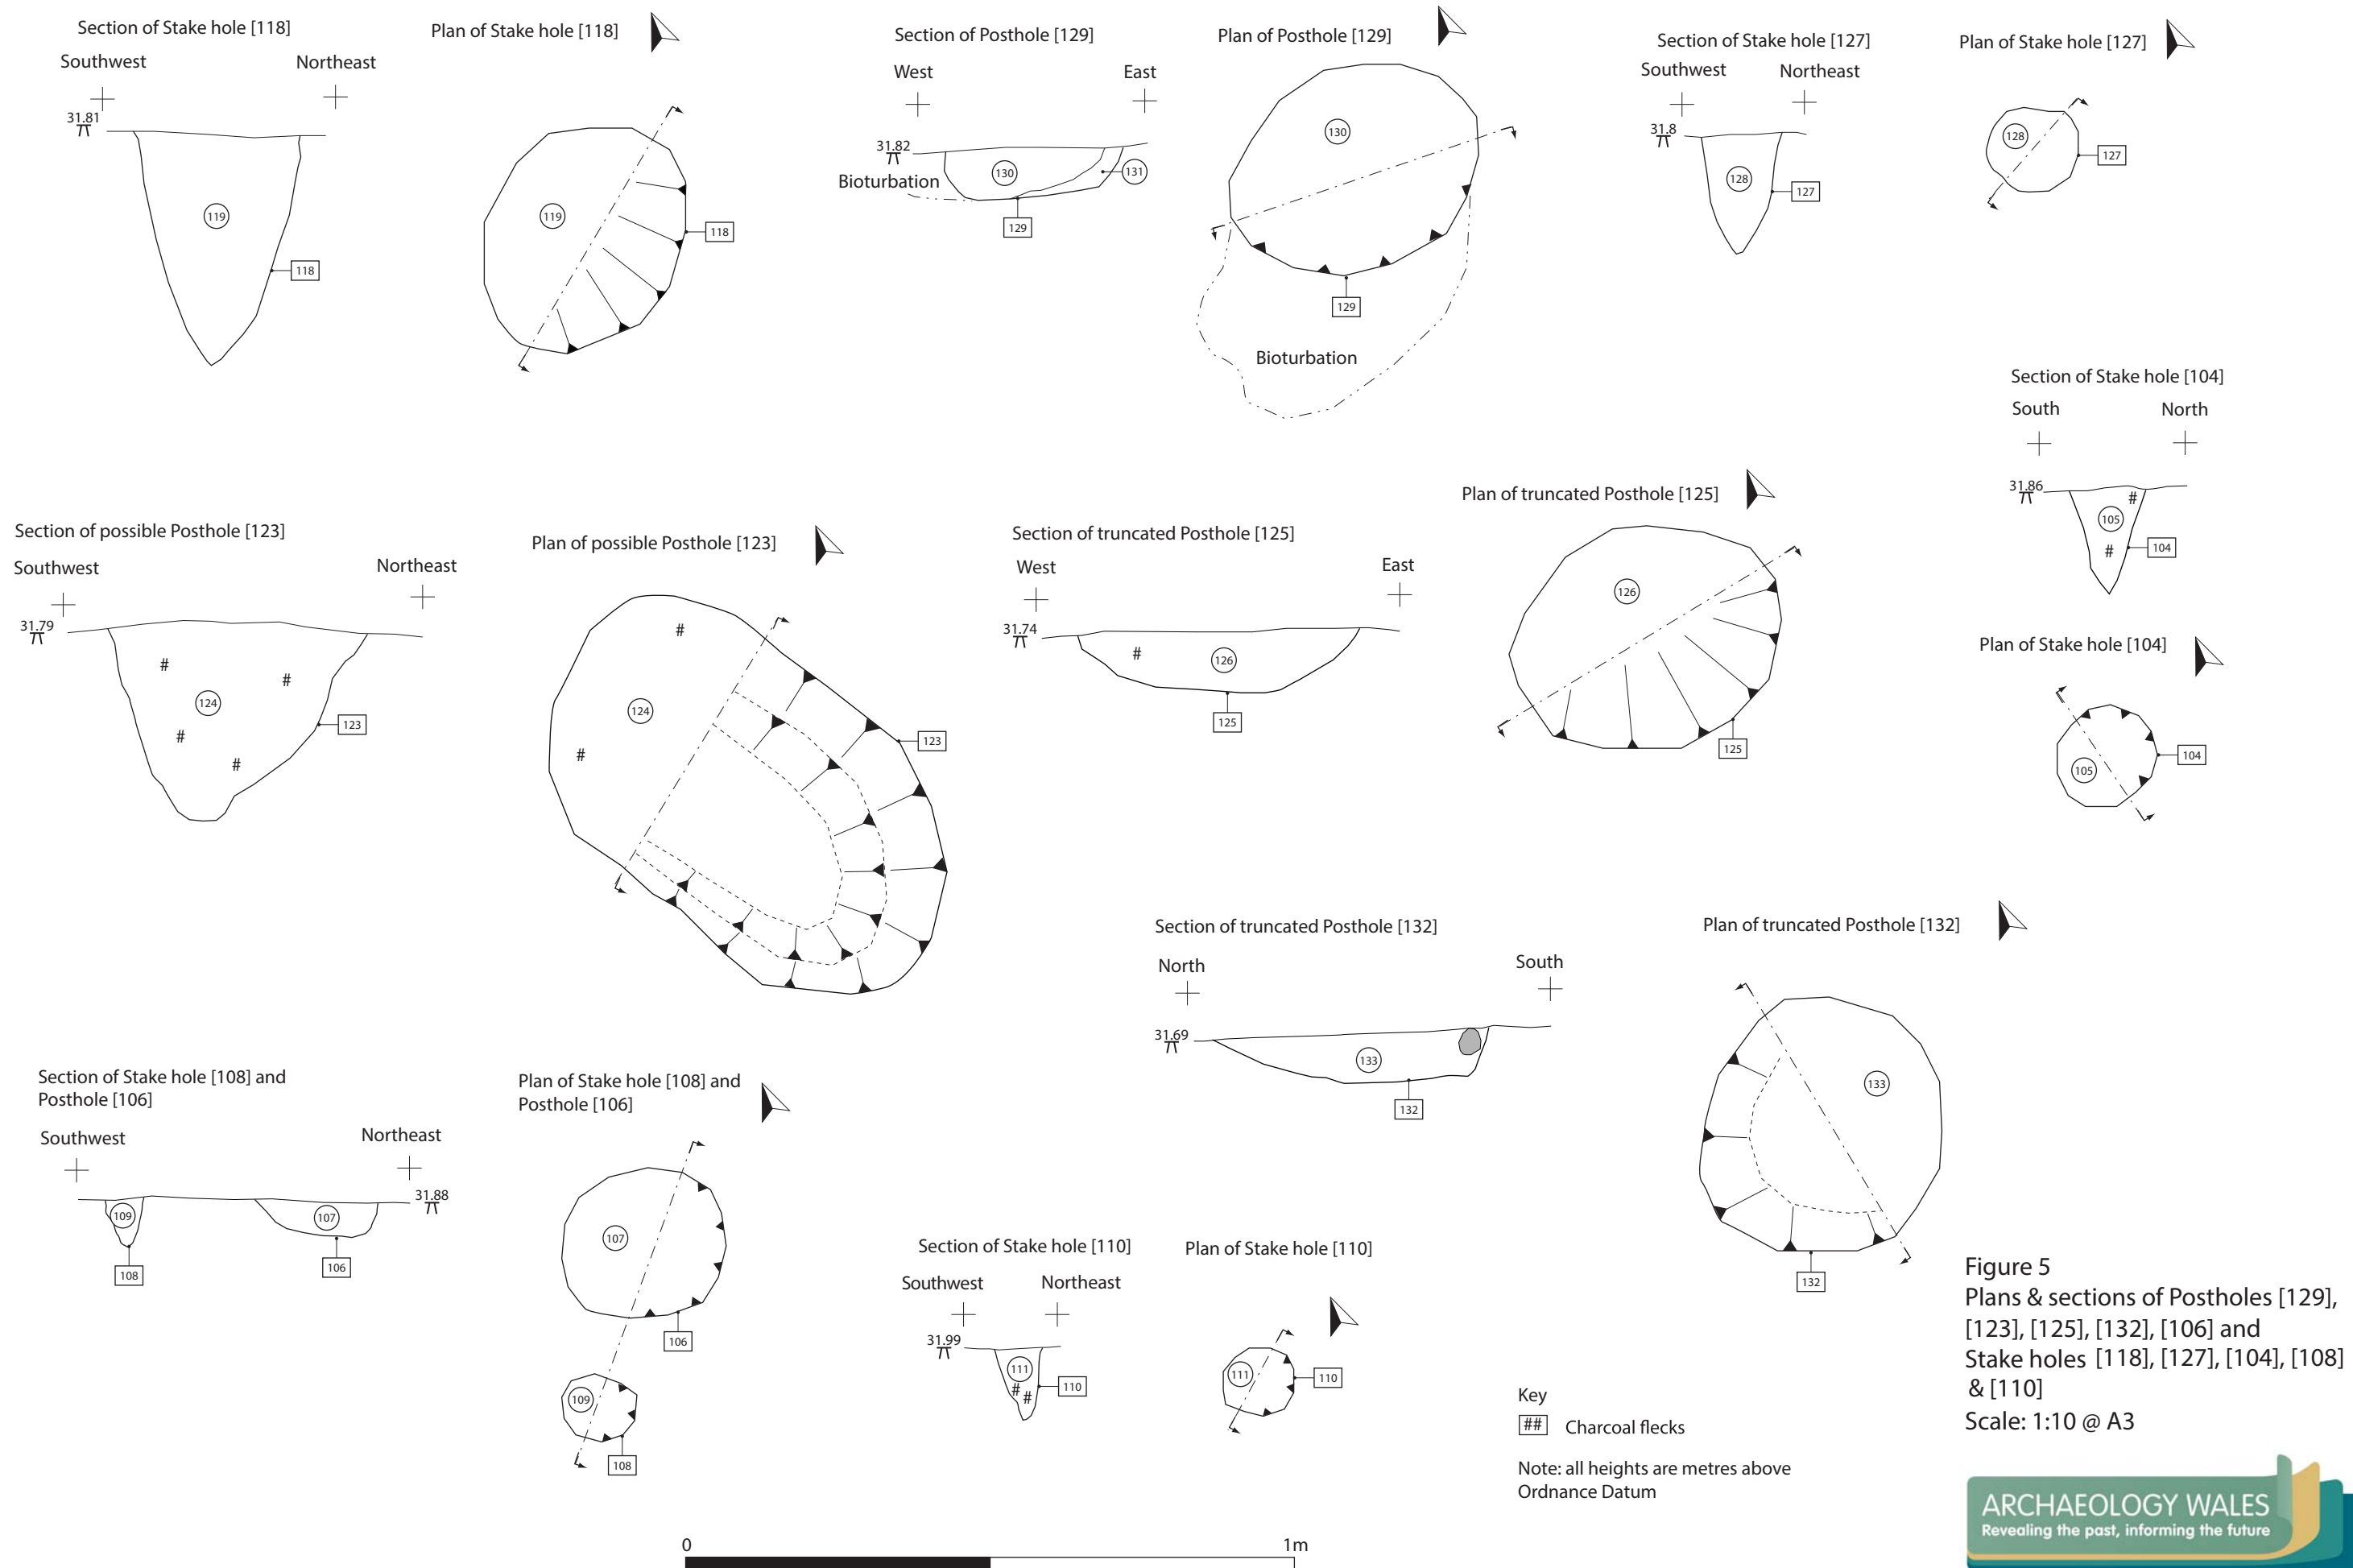 Section of Stake hole [118]
Southwest
Northeast
31.81
119
118
Plan of Stake hole [118]
119
118
Section of Posthole [129]
West
East
31.82
Bioturbation
130
131
129
Plan of Posthole [129]
130
129
Bioturbation
Section of Stake hole [127]
Southwest
Northeast
31.8
128
127
Plan of Stake hole [127]
128
127
Section of Stake hole [104]
South
North
31.86
#
105
#
104
Plan of Stake hole [104]
105
104
Section of possible Posthole [123]
Southwest
Northeast
31.79
#
#
124
123
#
#
Plan of possible Posthole [123]
#
124
#
123
Section of truncated Posthole [125]
West
East
31.74
#
126
125
Plan of truncated Posthole [125]
126
125
Section of truncated Posthole [132]
North
South
31.69
133
132
Plan of truncated Posthole [132]
133
132
Section of Stake hole [108] and
Posthole [106]
Southwest
Northeast
31.88
109
107
108
106
Plan of Stake hole [108] and
Posthole [106]
107
106
109
108
Section of Stake hole [110]
Southwest
Northeast
31.99
111
# #
110
Plan of Stake hole [110]
111
110
Key
## Charcoal flecks
Note: all heights are metres above
Ordnance Datum
Figure 5
Plans & sections of Postholes [129],
[123], [125], [132], [106] and
Stake holes [118], [127], [104], [108]
& [110]
Scale: 1:10 @ A3
ARCHAEOLOGY WALES
Revealing the past, informing the future
0
1m